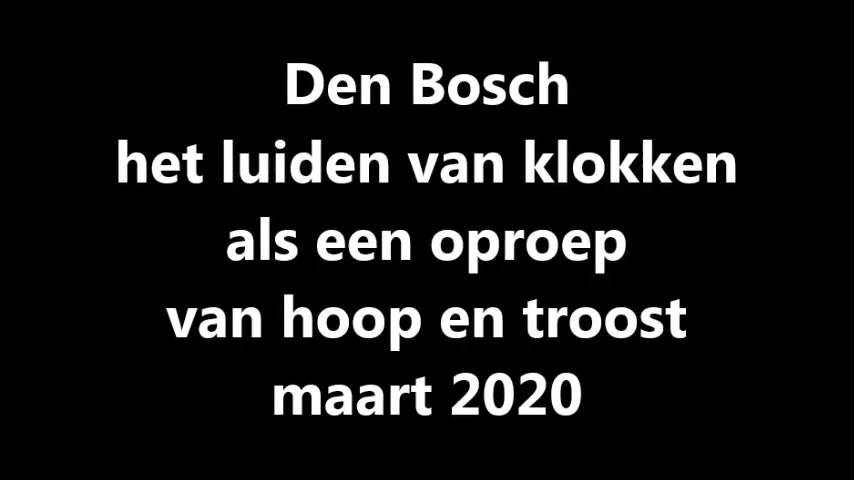 Den Bosch
het luiden van klokken
als een oproep
van hoop en troost
maart 2020